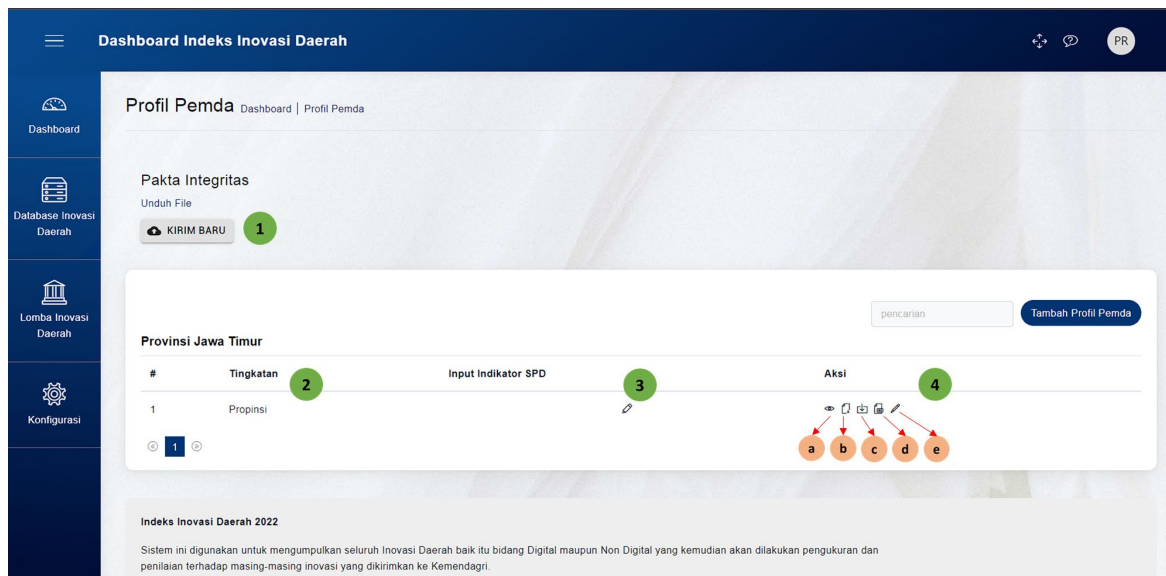 Dashboard Indeks Inovasi Daerah
PR
Dashboard
Database Inovasi
Daerah
Lomba Inovasi
Daerah
Konfigurasi
Profil Pemda Dashboard | Profil Pemda
Pakta Integritas
Unduh File
KIRIM BARU 1
pencarian Tambah Profil Pemda
Provinsi Jawa Timur
# Tingkatan 2 Input Indikator SPD 3 Aksi 4
1 Propinsi
« 1 »
a b c d e
Indeks Inovasi Daerah 2022
Sistem ini digunakan untuk mengumpulkan seluruh Inovasi Daerah baik itu bidang Digital maupun Non Digital yang kemudian akan dilakukan pengukuran dan
penilaian terhadap masing-masing inovasi yang dikirimkan ke Kemendagri.